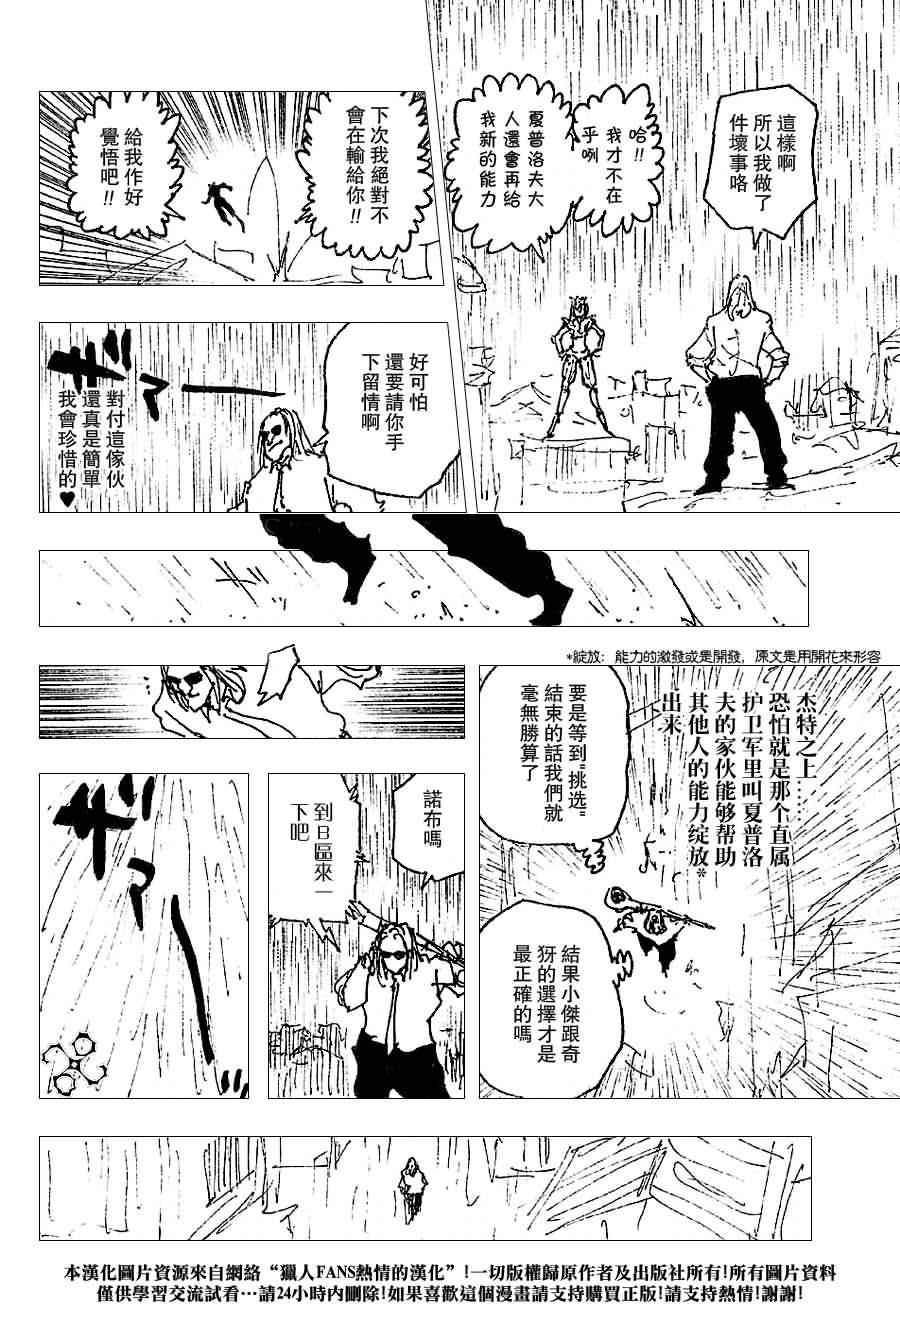 這樣啊
所以我做了
件壞事咯
哈!!
我才不在
乎咧
夏普洛夫大
人還會再給
我新的能力
下次我絕對不
會在輸給你!!
給我作好
覺悟吧!!
好可怕
還要請你手
下留情啊
ザマー
對付這傢伙
還真是簡單
我會珍惜的♥
*綻放：能力的激發或是開發，原文是用開花來形容
杰特之上……
恐怕就是那个直属
护卫军里叫夏普洛
夫的家伙能够帮助
其他人的能力绽放*
出来
要是等到"挑选"
結束的話我們就
毫無勝算了
結果小傑跟奇
犽的選擇才是
最正確的嗎
諾布嗎
到B區來一
下吧
ザマー
本漢化圖片資源來自網絡“獵人FANS熱情的漢化”!一切版權歸原作者及出版社所有!所有圖片資料
僅供學習交流試看…請24小時內刪除!如果喜歡這個漫畫請支持購買正版!請支持熱情!謝謝!